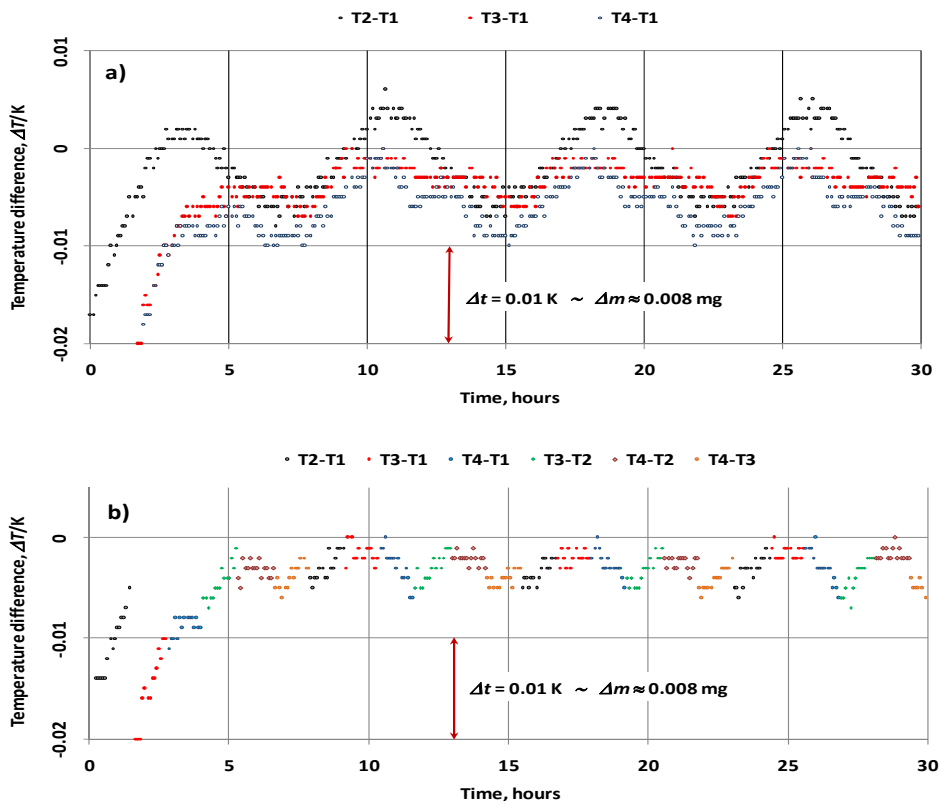 T2-T1 T3-T1 T4-T1
a)
0.01
0
-0.01
-0.02
Temperature difference, ΔT/K
Δt = 0.01 K ~ Δm ≈ 0.008 mg
0 5 10 15 20 25 30
Time, hours
T2-T1 T3-T1 T4-T1 T3-T2 T4-T2 T4-T3
b)
0
-0.01
-0.02
Temperature difference, ΔT/K
Δt = 0.01 K ~ Δm ≈ 0.008 mg
0 5 10 15 20 25 30
Time, hours